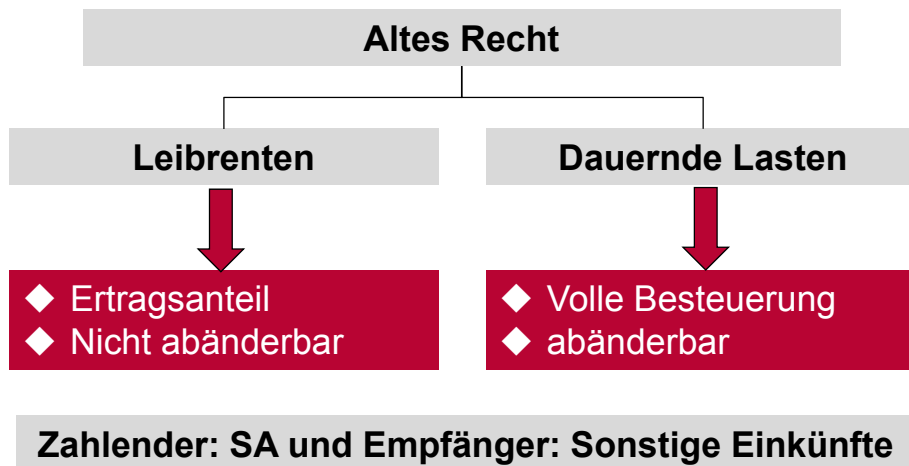 Altes Recht
Leibrenten
Dauernde Lasten
◆ Ertragsanteil
◆ Nicht abänderbar
◆ Volle Besteuerung
◆ abänderbar
Zahlender: SA und Empfänger: Sonstige Einkünfte